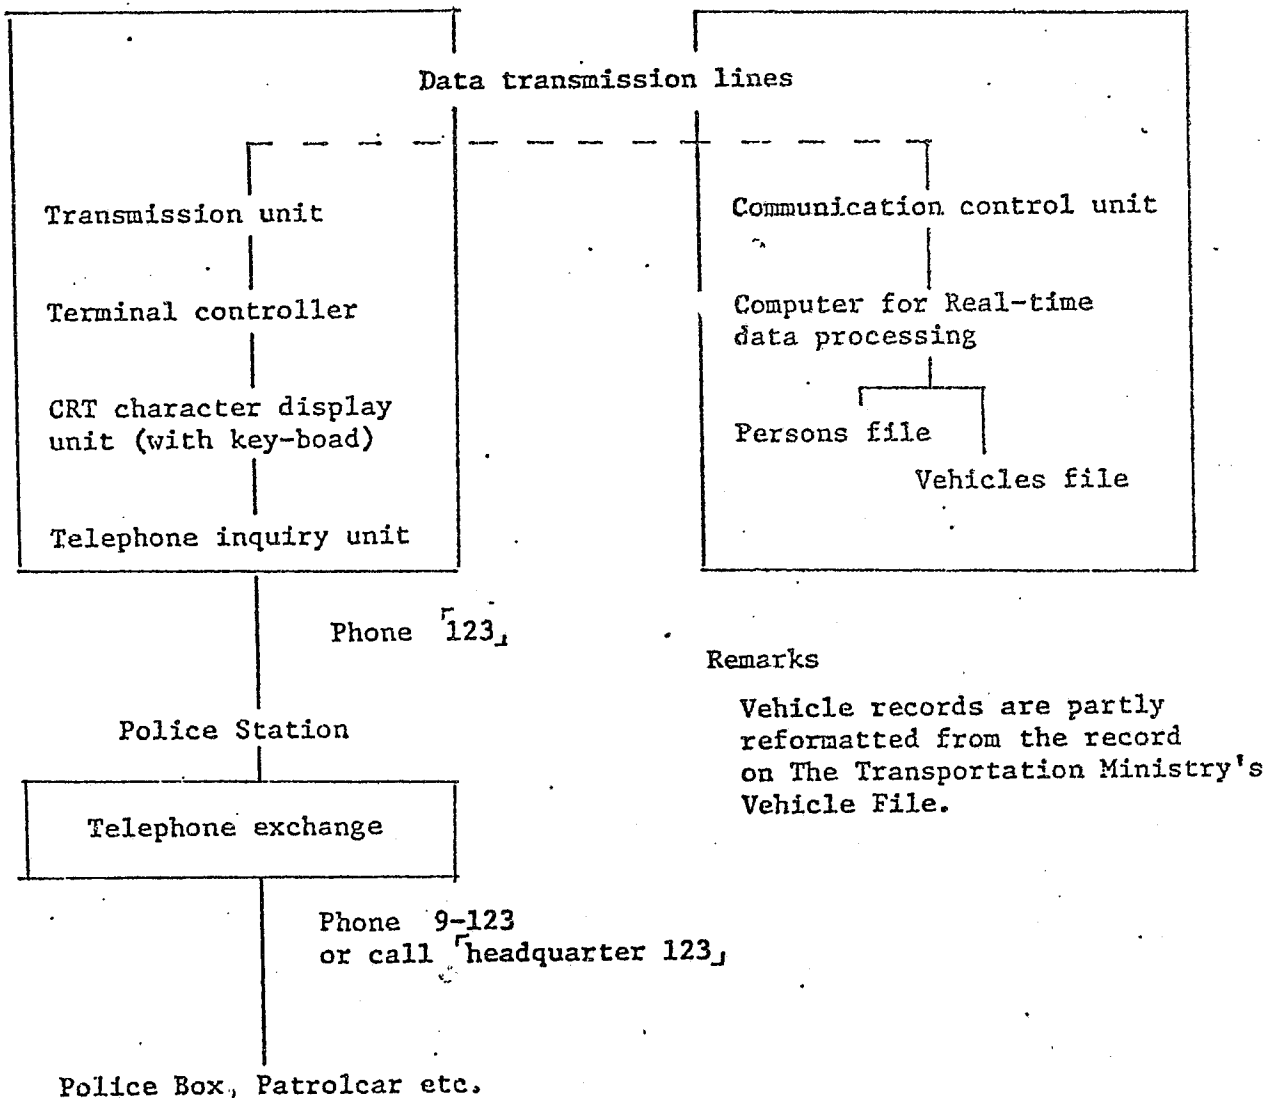 Data transmission lines
Transmission unit
Terminal controller
CRT character display
unit (with key-boad)
Telephone inquiry unit
Communication control unit
Computer for Real-time
data processing
Persons file
Vehicles file
Phone 「123」
Police Station
Telephone exchange
Phone 9-123
or call 「headquarter 123」
Police Box, Patrolcar etc.
Remarks
Vehicle records are partly
reformatted from the record
on The Transportation Ministry's
Vehicle File.